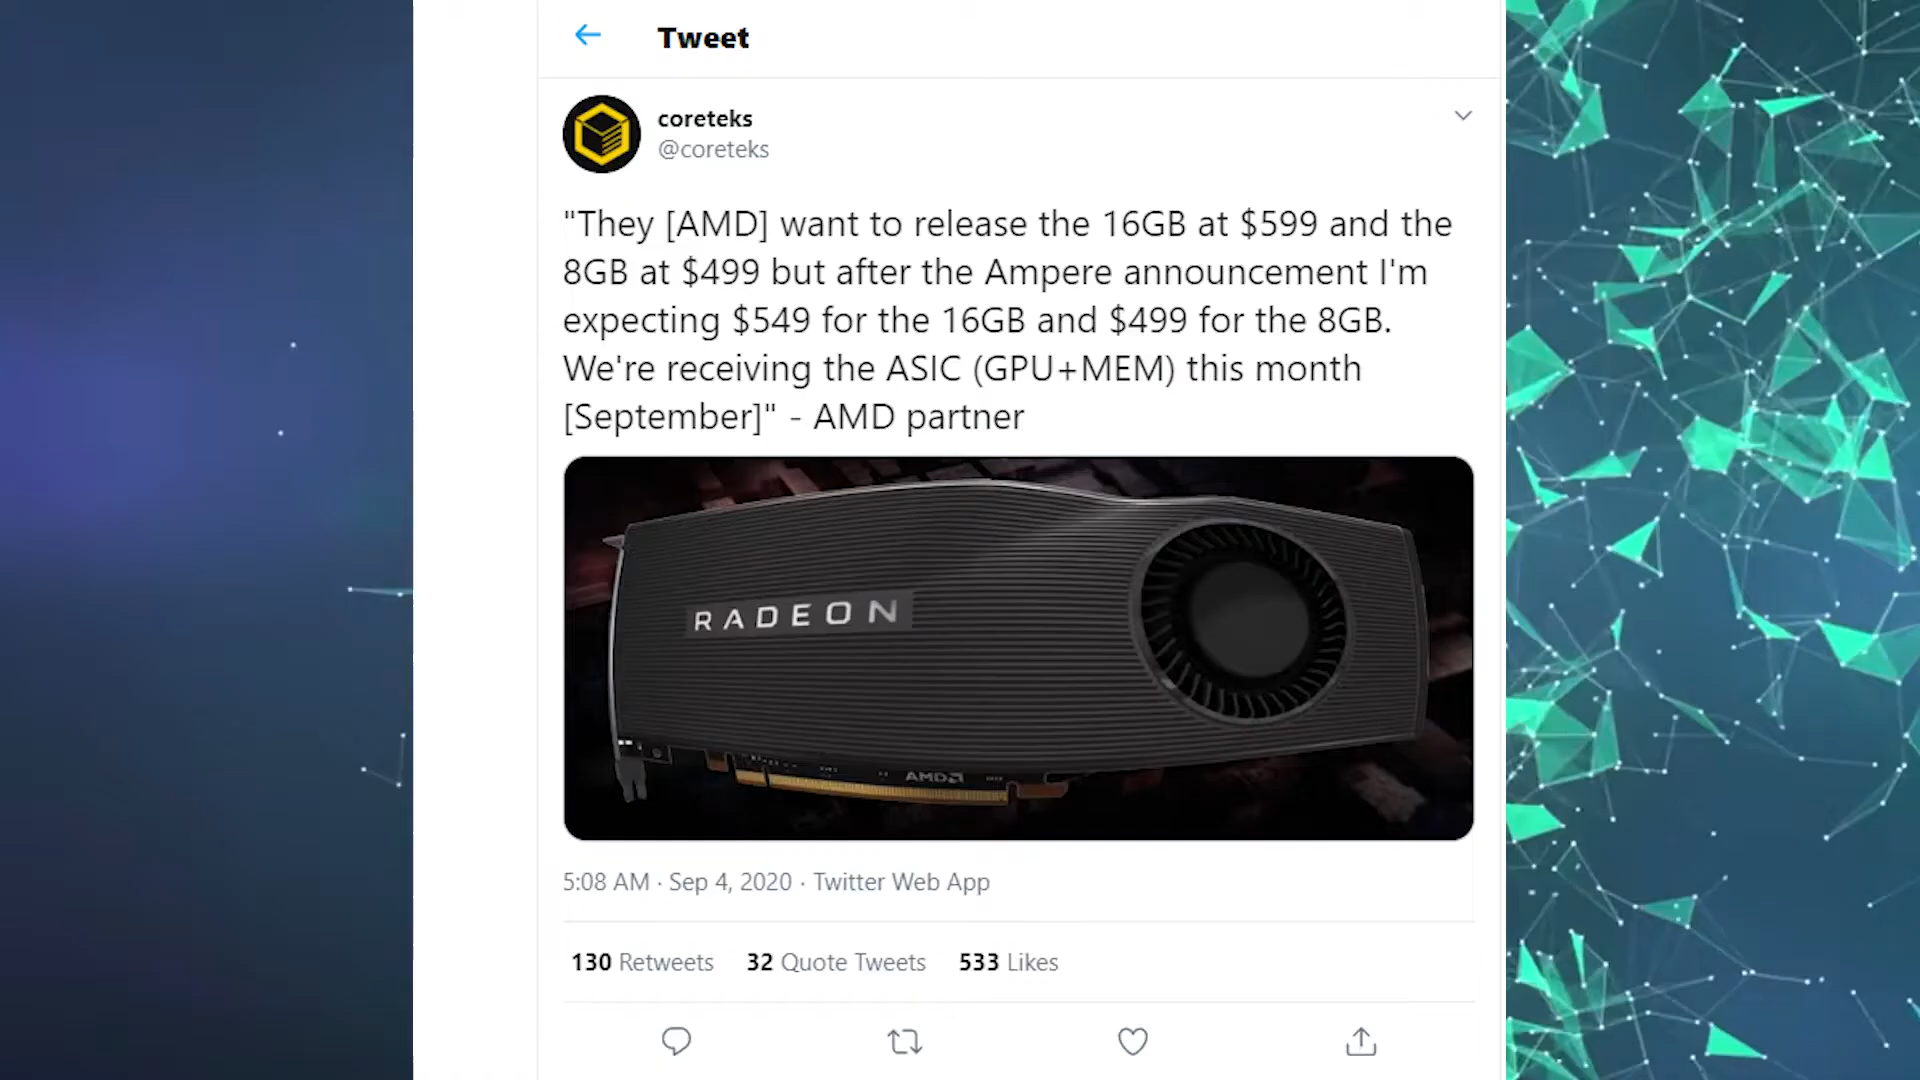 Tweet
coreteks
@coreteks
"They [AMD] want to release the 16GB at $599 and the
8GB at $499 but after the Ampere announcement I'm
expecting $549 for the 16GB and $499 for the 8GB.
We're receiving the ASIC (GPU+MEM) this month
[September]" - AMD partner
RADEON
AMD
5:08 AM · Sep 4, 2020 · Twitter Web App
130 Retweets 32 Quote Tweets 533 Likes